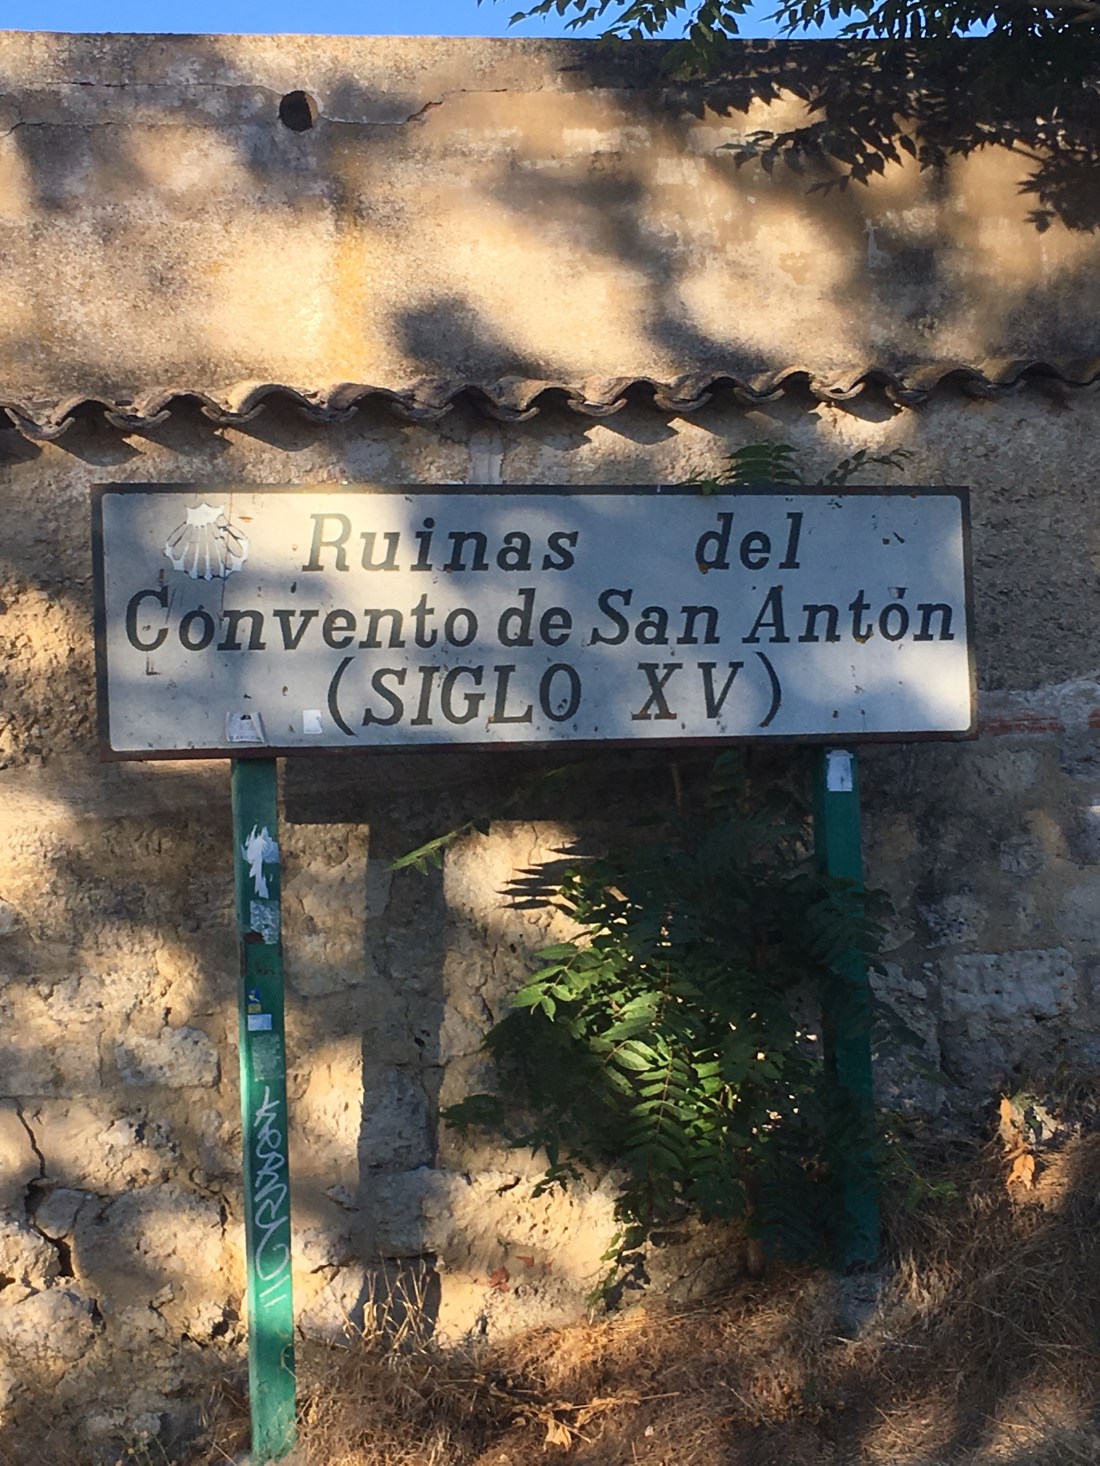 Ruinas del
Convento de San Antón
(SIGLO XV)